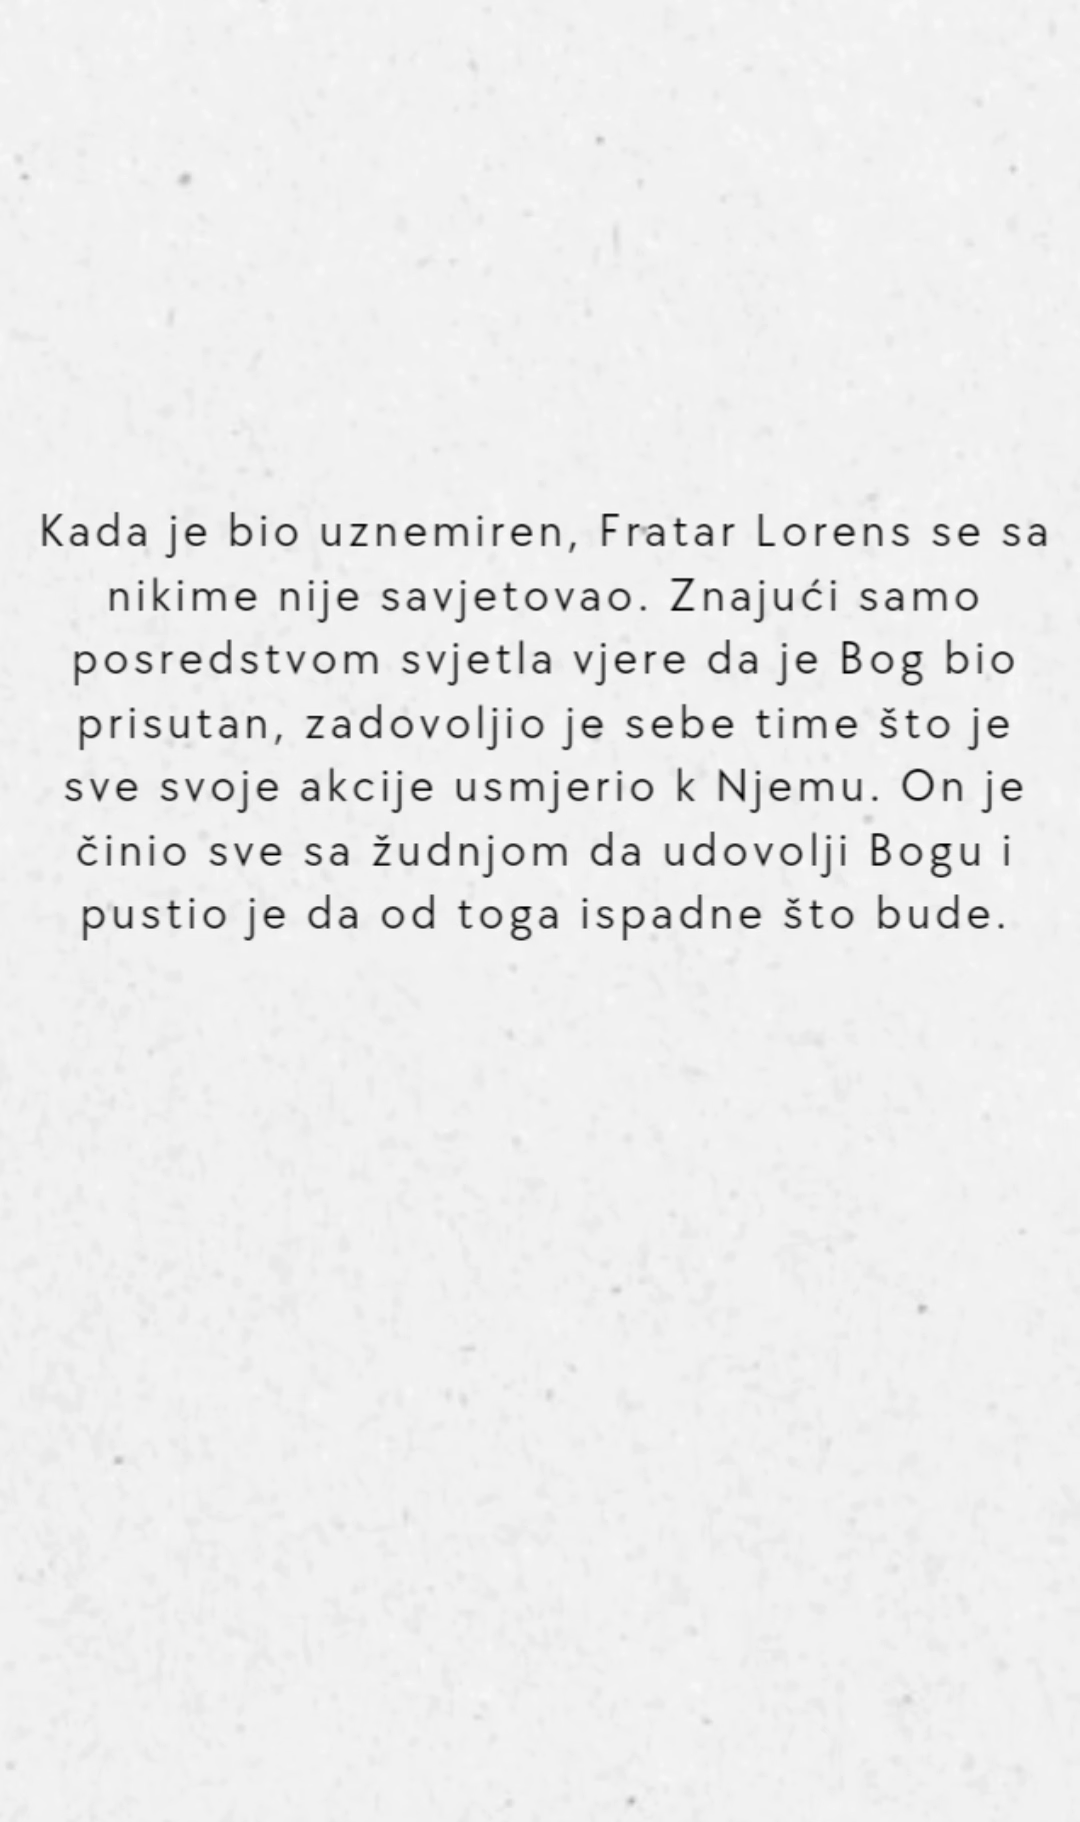 Kada je bio uznemiren, Fratar Lorens se sa
nikime nije savjetovao. Znajući samo
posredstvom svjetla vjere da je Bog bio
prisutan, zadovoljio je sebe time što je
sve svoje akcije usmjerio k Njemu. On je
činio sve sa žudnjom da udovolji Bogu i
pustio je da od toga ispadne što bude.